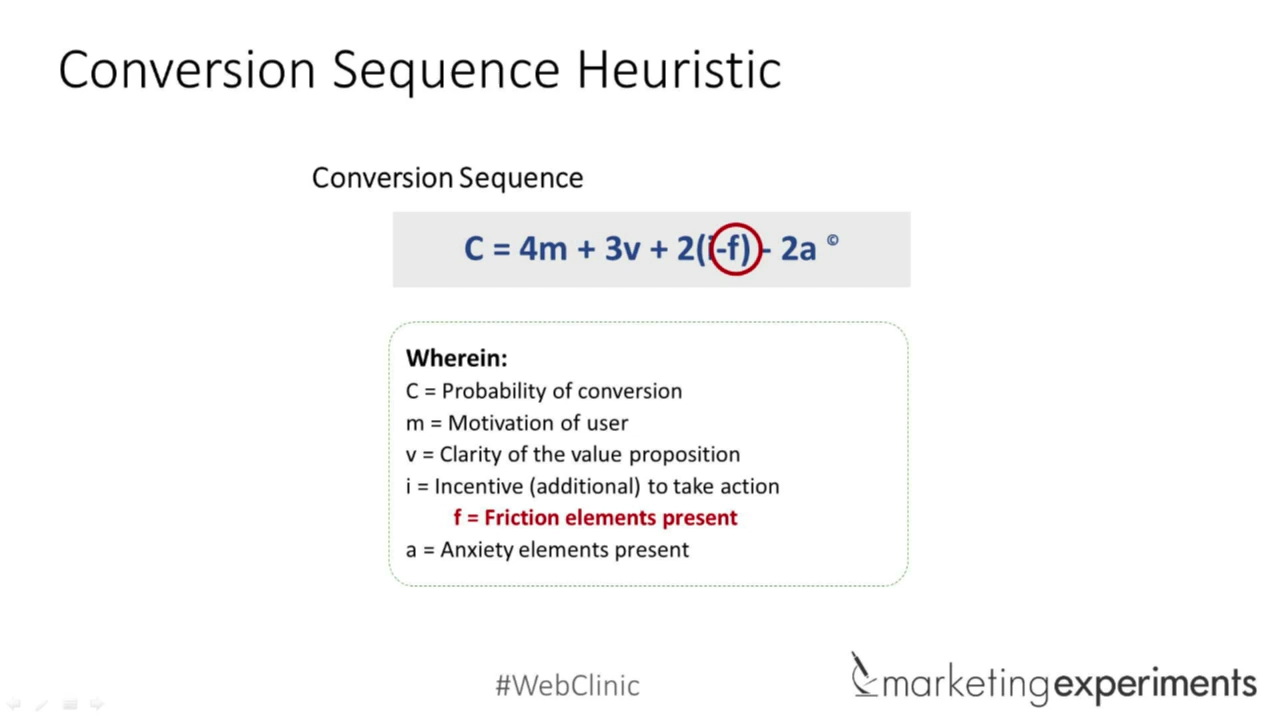 Conversion Sequence Heuristic
Conversion Sequence
C = 4m + 3v + 2(i-f) - 2a ©
Wherein:
C = Probability of conversion
m = Motivation of user
v = Clarity of the value proposition
i = Incentive (additional) to take action
f = Friction elements present
a = Anxiety elements present
#WebClinic
marketingexperiments